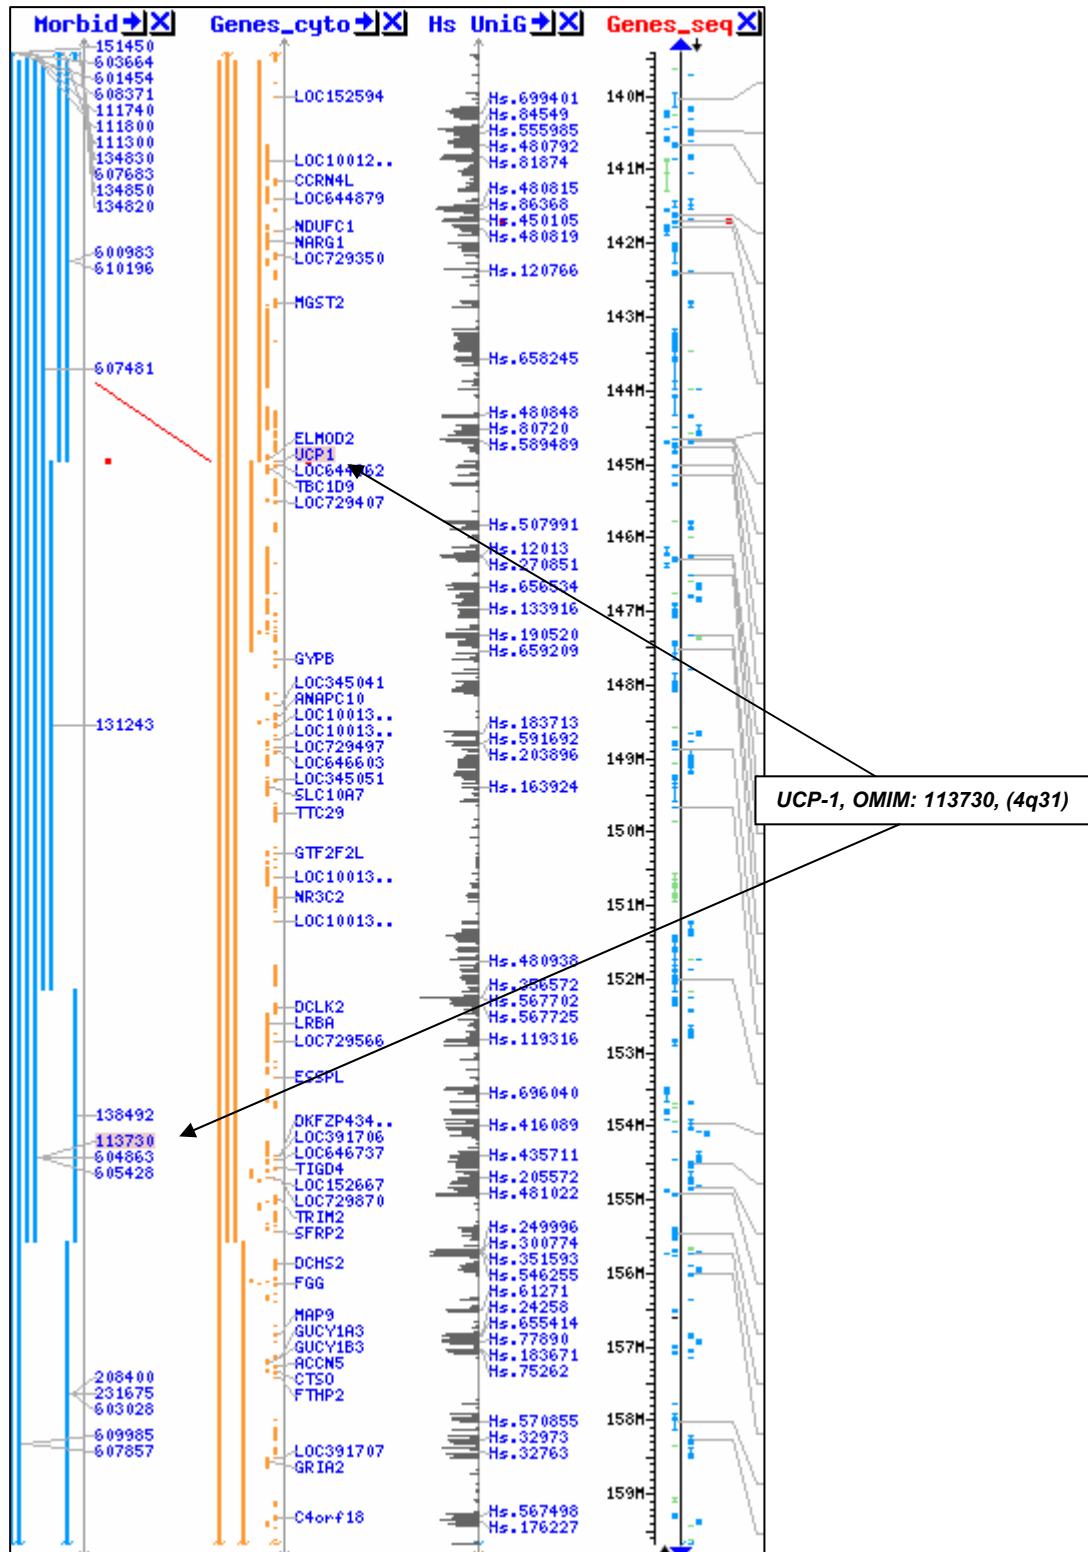 Morbid
Genes_cyto
Hs UniG
Genes_seq
151450
603664
601454
608371
111740
111800
111300
134830
607683
134850
134820
600983
610196
607481
131243
138492
113730
604863
605428
208400
231675
603028
609985
607857
LOC152594
LOC10012..
CCRN4L
LOC644879
NDUFC1
NARG1
LOC729350
MGST2
ELMOD2
UCP1
TBC1D9
LOC729407
GYPB
LOC345041
ANAPC10
LOC10013..
LOC10013..
LOC729497
LOC646603
LOC345051
SLC10A7
TTC29
GTF2F2L
LOC10013..
NR3C2
LOC10013..
DCLK2
LRBA
LOC729566
ESSPL
DKFZP434..
LOC391706
LOC646737
TIGD4
LOC152667
LOC729870
TRIM2
SFRP2
DCHS2
FGG
MAP9
GUCY1A3
GUCY1B3
ACCN5
CTSO
FTHP2
LOC391707
GRIA2
C4orf18
Hs.699401
Hs.84549
Hs.555985
Hs.480792
Hs.81874
Hs.480815
Hs.86368
Hs.450105
Hs.480819
Hs.120766
Hs.658245
Hs.480848
Hs.80720
Hs.589489
Hs.507991
Hs.12013
Hs.270851
Hs.656534
Hs.133916
Hs.190520
Hs.659209
Hs.183713
Hs.591692
Hs.203896
Hs.163924
Hs.480938
Hs.356572
Hs.567702
Hs.567725
Hs.119316
Hs.696040
Hs.416089
Hs.435711
Hs.205572
Hs.481022
Hs.249996
Hs.300774
Hs.351593
Hs.546255
Hs.61271
Hs.24258
Hs.655414
Hs.77890
Hs.183671
Hs.75262
Hs.570855
Hs.32973
Hs.32763
Hs.567498
Hs.176227
140M
141M
142M
143M
144M
145M
146M
147M
148M
149M
150M
151M
152M
153M
154M
155M
156M
157M
158M
159M
UCP-1, OMIM: 113730, (4q31)